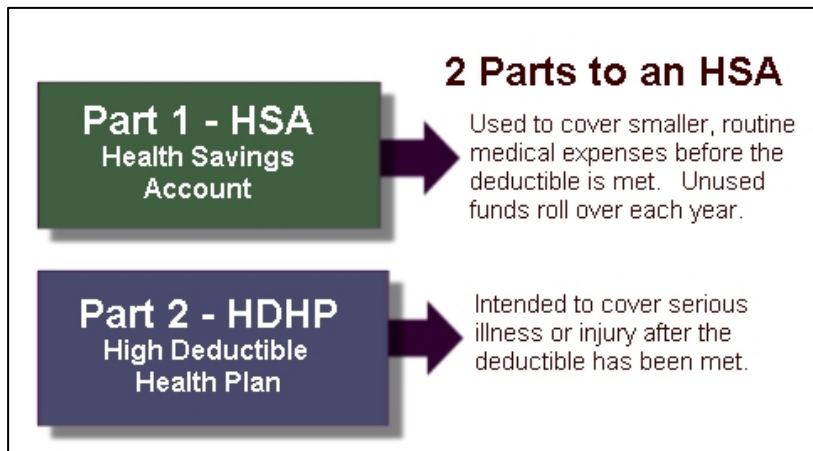 2 Parts to an HSA
Part 1 - HSA
Health Savings
Account
Used to cover smaller, routine
medical expenses before the
deductible is met. Unused
funds roll over each year.
Part 2 - HDHP
High Deductible
Health Plan
Intended to cover serious
illness or injury after the
deductible has been met.